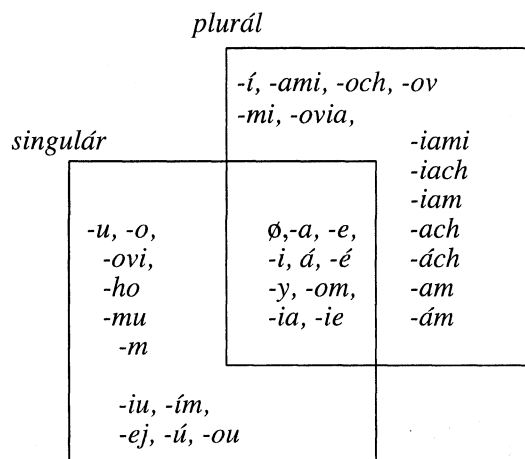 plurál
-í, -ami, -och, -ov
-mi, -ovia,
-iami
-iach
-iam
-ach
-ách
-am
-ám
singulár
-u, -o,
-ovi,
-ho
-mu
-m
-iu, -ím,
-ej, -ú, -ou
ø,-a, -e,
-i, á, -é
-y, -om,
-ia, -ie